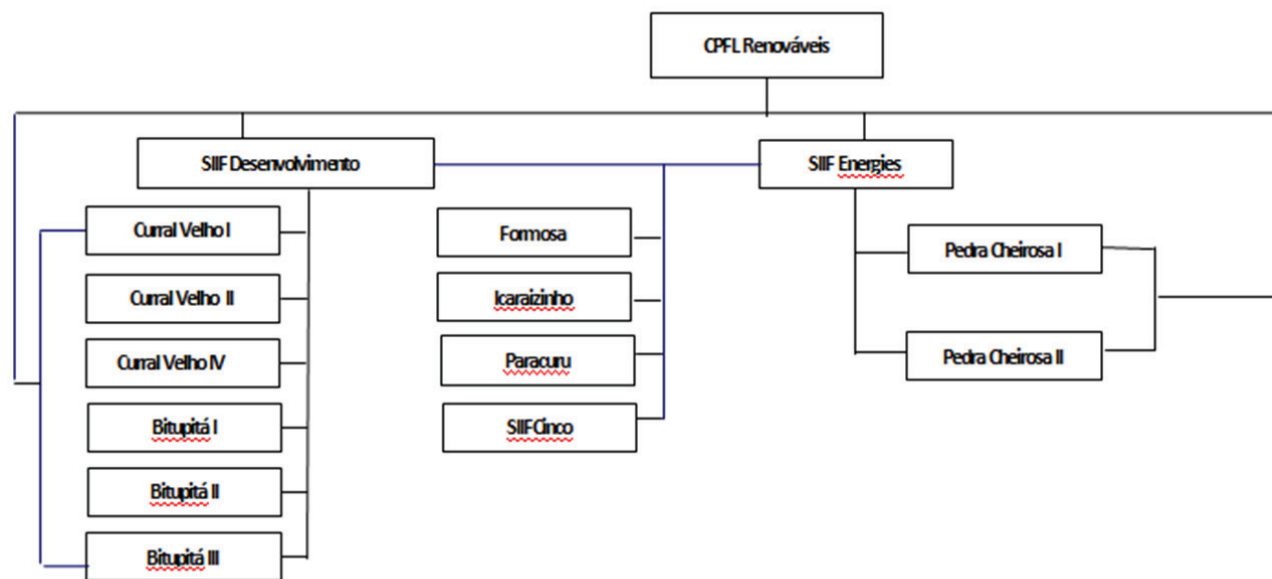 CPFL Renováveis
SIIF Desenvolvimento
SIIF Energies
Curral Velho I
Curral Velho II
Curral Velho IV
Bitupitá I
Bitupitá II
Bitupitá III
Formosa
Icaraizinho
Paracuru
SIIF Cinco
Pedra Cheirosa I
Pedra Cheirosa II